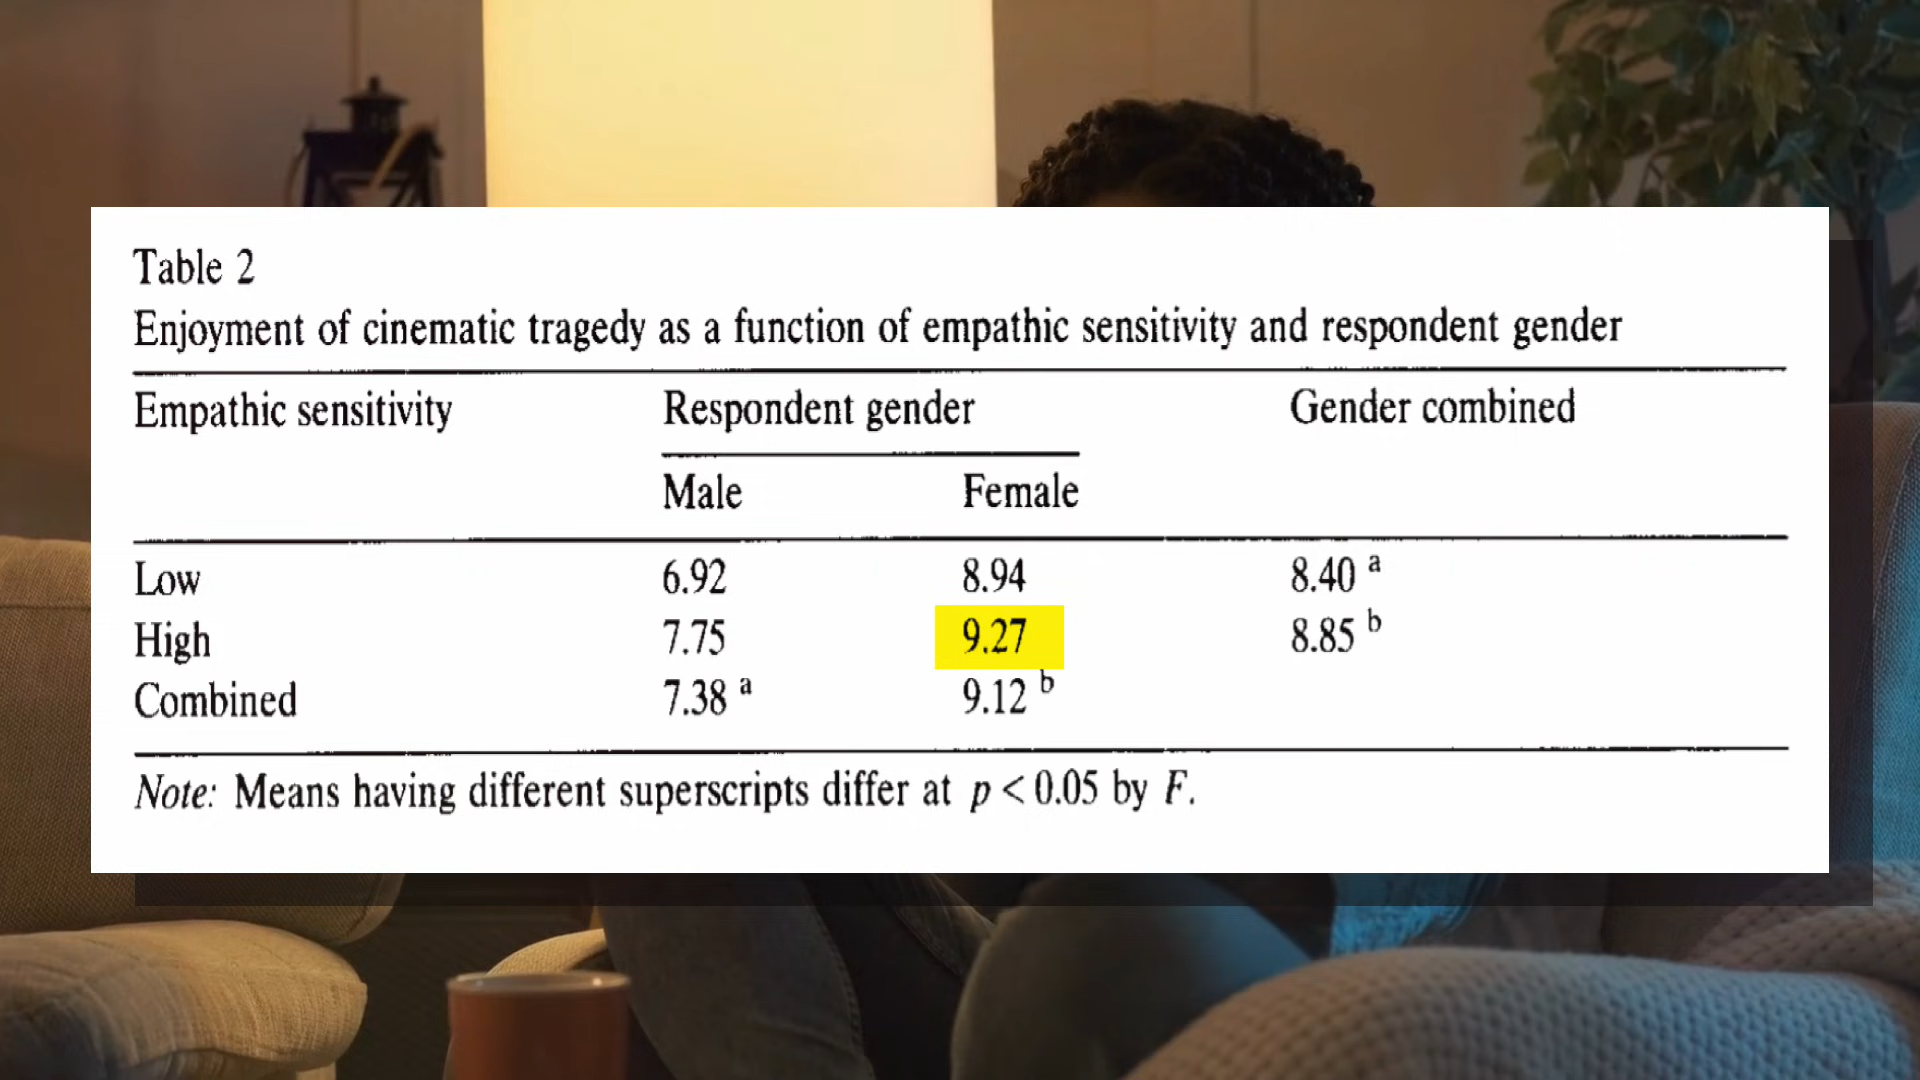 Table 2
Enjoyment of cinematic tragedy as a function of empathic sensitivity and respondent gender
Empathic sensitivity Respondent gender Gender combined
Male Female
Low 6.92 8.94 8.40 a
High 7.75 9.27 8.85 b
Combined 7.38 a 9.12 b
Note: Means having different superscripts differ at p < 0.05 by F.